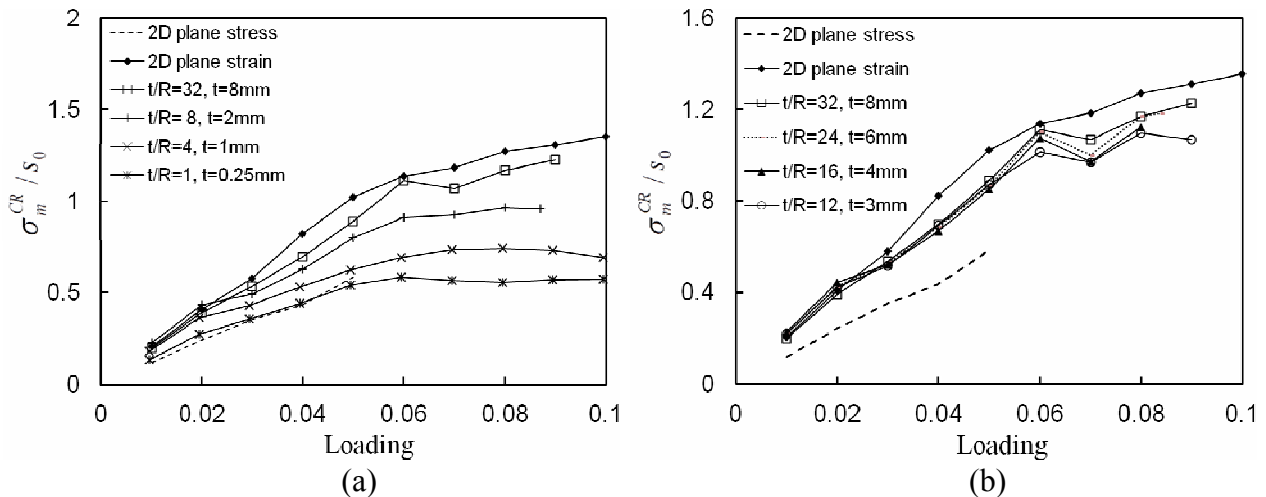 2
1.5
1
0.5
0
σ_m^{CR} / s_0
2D plane stress
2D plane strain
t/R=32, t=8mm
t/R= 8, t=2mm
t/R=4, t=1mm
t/R=1, t=0.25mm
0 0.02 0.04 0.06 0.08 0.1
Loading
(a)
1.6
1.2
0.8
0.4
0
σ_m^{CR} / s_0
2D plane stress
2D plane strain
t/R=32, t=8mm
t/R=24, t=6mm
t/R=16, t=4mm
t/R=12, t=3mm
0 0.02 0.04 0.06 0.08 0.1
Loading
(b)